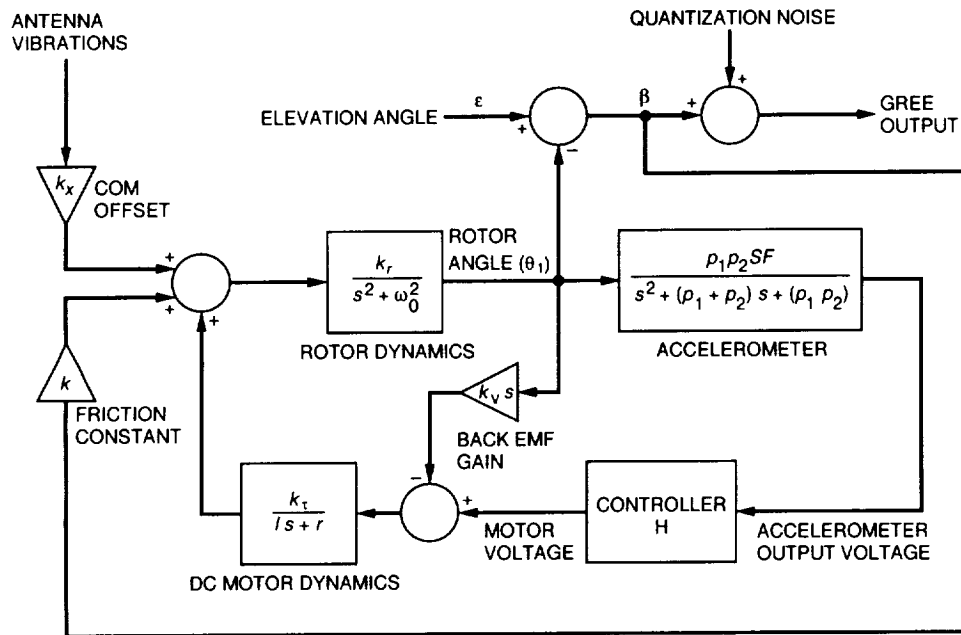 ANTENNA
VIBRATIONS
QUANTIZATION NOISE
+
ELEVATION ANGLE
ε
+
−
β
+
GREE
OUTPUT
kₓ
COM
OFFSET
+
+
+
k_r
s² + ω₀²
ROTOR DYNAMICS
ROTOR
ANGLE (θ₁)
p₁p₂SF
s² + (p₁ + p₂) s + (p₁ p₂)
ACCELEROMETER
k
FRICTION
CONSTANT
k_v s
BACK EMF
GAIN
−
+
k_τ
l s + r
DC MOTOR DYNAMICS
MOTOR
VOLTAGE
CONTROLLER
H
ACCELEROMETER
OUTPUT VOLTAGE